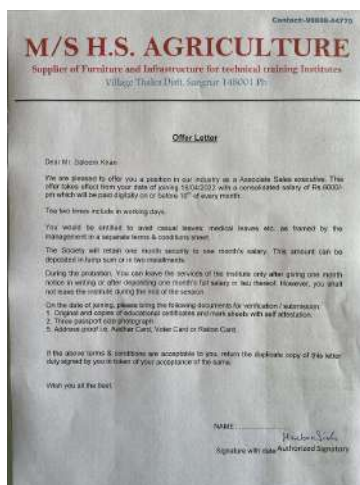 Contact:-98888-64775
M/S H.S. AGRICULTURE
Supplier of Furniture and Infrastructure for technical training Institutes
Village Thales Distt. Sangrur 148001 Pb
Offer Letter
Dear Mr. Saleem Khan
We are pleased to offer you a position in our industry as a Associate Sales executive. This
offer takes effect from your date of joining 18/04/2022 with a consolidated salary of Rs.6000/-
pm which will be paid digitally on or before 10th of every month.
Tea two times include in working days.
You would be entitled to avail casual leaves, medical leaves etc. as framed by the
management in a separate terms & conditions sheet.
The Society will retain one month security to one month's salary. This amount can be
deposited in lump sum or in two installments.
During the probation, You can leave the services of the Institute only after giving one month
notice in writing or after depositing one month's full salary in lieu thereof. However, you shall
not leave the institute during the mid of the session.
On the date of joining, please bring the following documents for verification / submission.
1. Original and copies of educational certificates and mark sheets with self attestation.
2. Three passport size photograph
3. Address proof i.e. Aadhar Card, Voter Card or Ration Card.
If the above terms & conditions are acceptable to you, return the duplicate copy of this letter
duly signed by you in token of your acceptance of the same.
Wish you all the best.
NAME
Signature with date Authorized Signatory